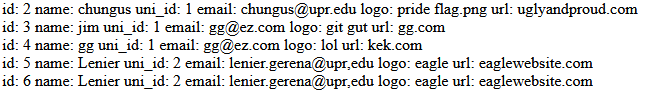 id: 2 name: chungus uni_id: 1 email: chungus@upr.edu logo: pride flag.png url: uglyandproud.com
id: 3 name: jim uni_id: 1 email: gg@ez.com logo: git gut url: gg.com
id: 4 name: gg uni_id: 1 email: gg@ez.com logo: lol url: kek.com
id: 5 name: Lenier uni_id: 2 email: lenier.gerena@upr,edu logo: eagle url: eaglewebsite.com
id: 6 name: Lenier uni_id: 2 email: lenier.gerena@upr,edu logo: eagle url: eaglewebsite.com